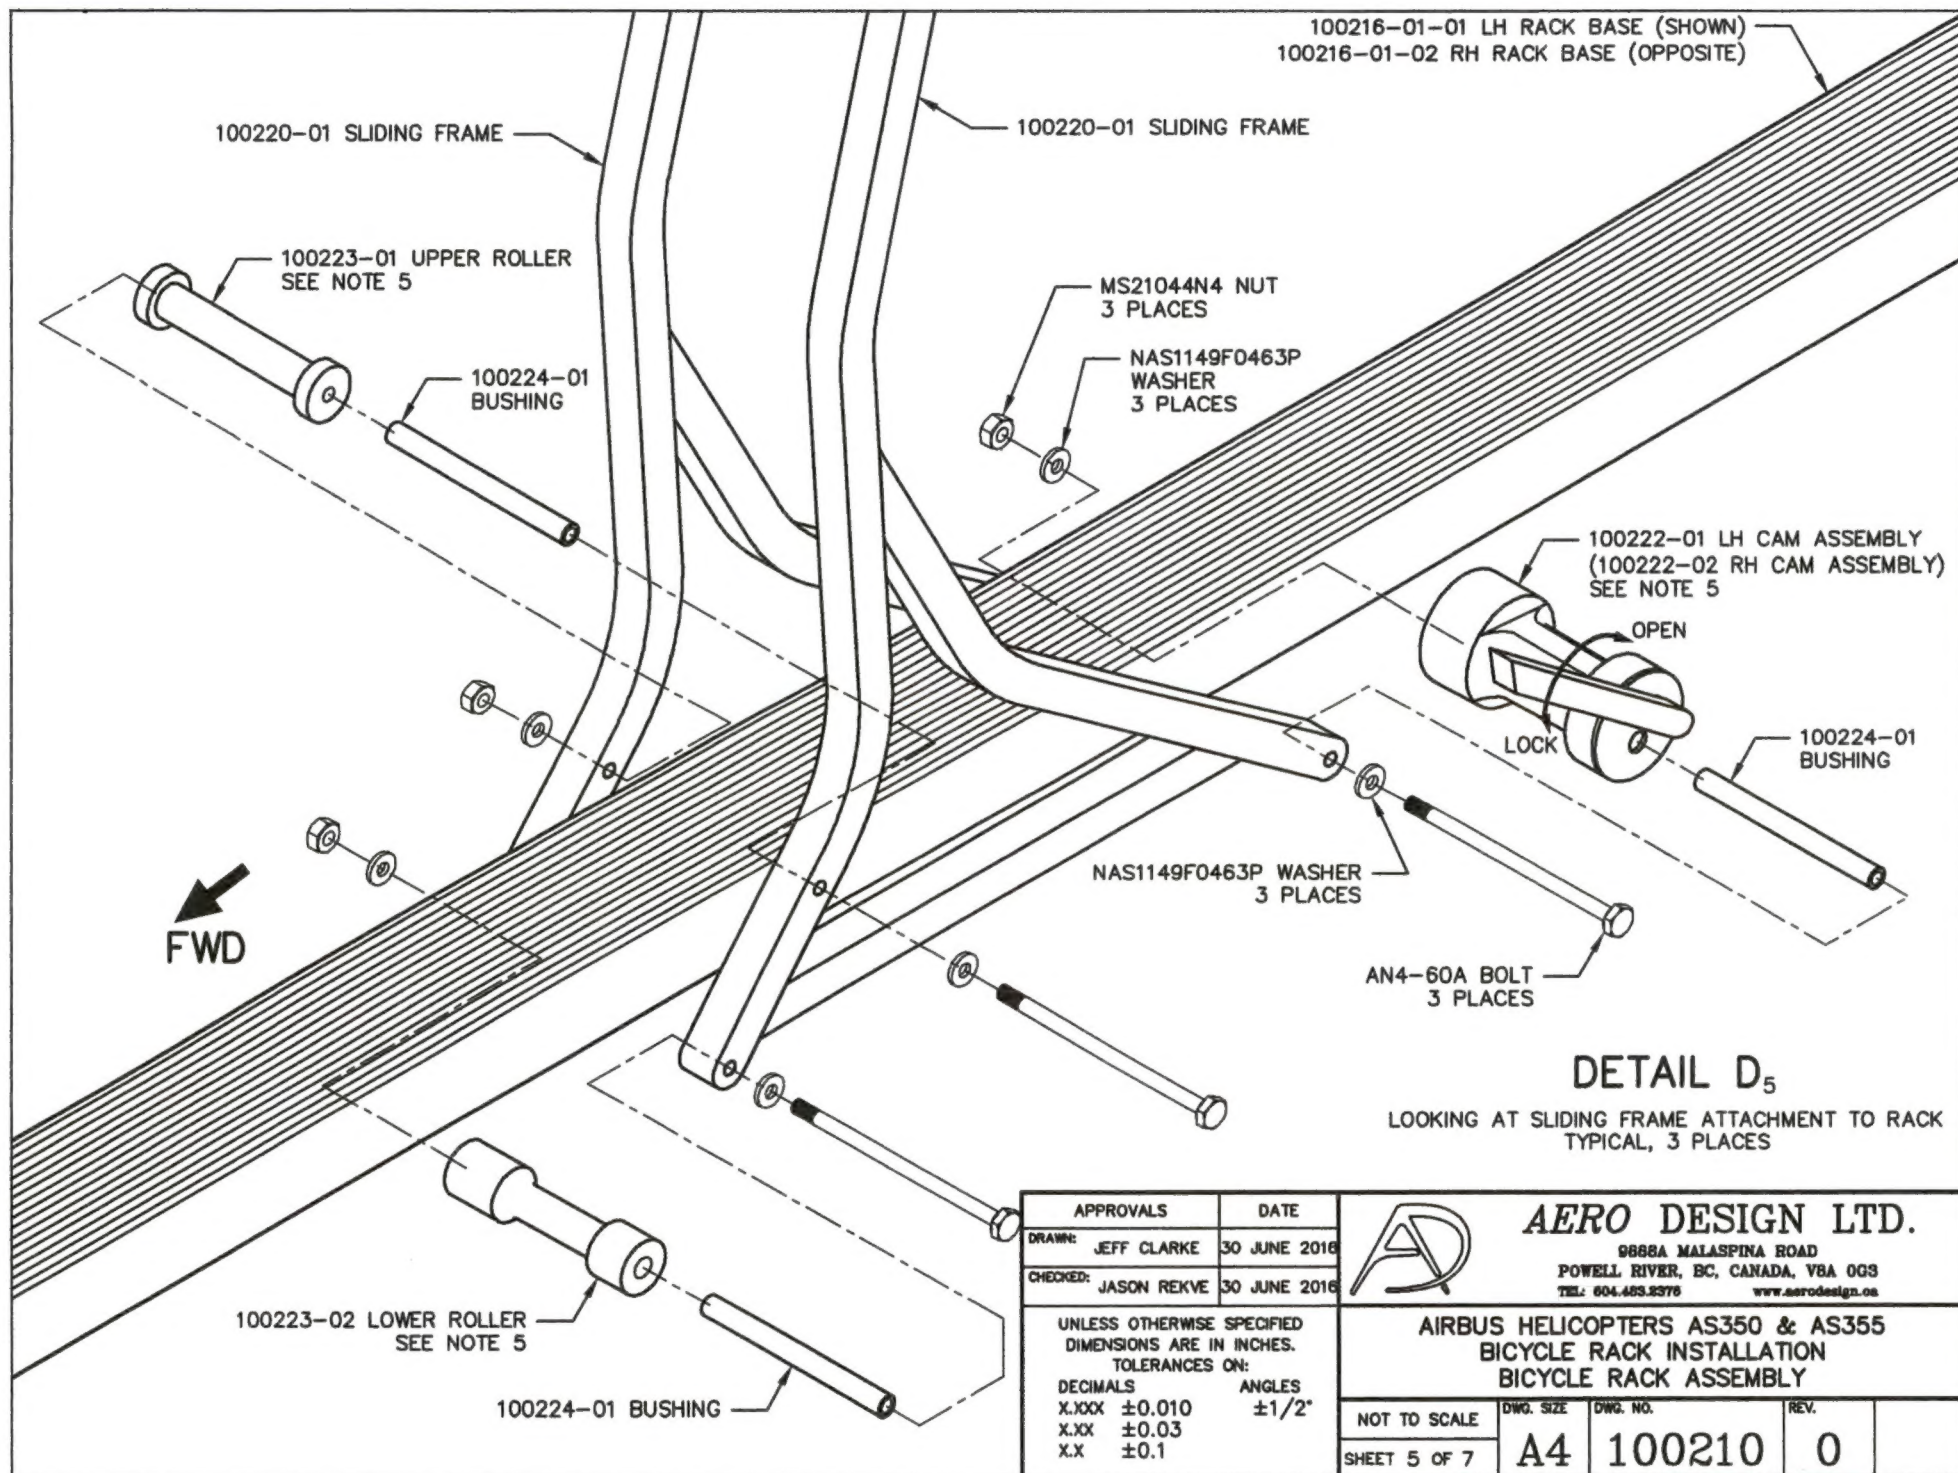 100216-01-01 LH RACK BASE (SHOWN)
100216-01-02 RH RACK BASE (OPPOSITE)
100220-01 SLIDING FRAME
100220-01 SLIDING FRAME
100223-01 UPPER ROLLER
SEE NOTE 5
MS21044N4 NUT
3 PLACES
NAS1149F0463P
WASHER
3 PLACES
100224-01
BUSHING
100222-01 LH CAM ASSEMBLY
(100222-02 RH CAM ASSEMBLY)
SEE NOTE 5
OPEN
LOCK
100224-01
BUSHING
NAS1149F0463P WASHER
3 PLACES
FWD
AN4-60A BOLT
3 PLACES
DETAIL D5
LOOKING AT SLIDING FRAME ATTACHMENT TO RACK
TYPICAL, 3 PLACES
100223-02 LOWER ROLLER
SEE NOTE 5
100224-01 BUSHING
APPROVALS DATE
DRAWN: JEFF CLARKE 30 JUNE 2016
CHECKED: JASON REKVE 30 JUNE 2016
UNLESS OTHERWISE SPECIFIED
DIMENSIONS ARE IN INCHES.
TOLERANCES ON:
DECIMALS ANGLES
X.XXX ±0.010 ±1/2°
X.XX ±0.03
X.X ±0.1
AD
AERO DESIGN LTD.
9888A MALASPINA ROAD
POWELL RIVER, BC, CANADA, V8A 0G3
TEL: 604.483.2376 www.aerodesign.ca
AIRBUS HELICOPTERS AS350 & AS355
BICYCLE RACK INSTALLATION
BICYCLE RACK ASSEMBLY
NOT TO SCALE
SHEET 5 OF 7
DWG. SIZE
A4
DWG. NO.
100210
REV.
0